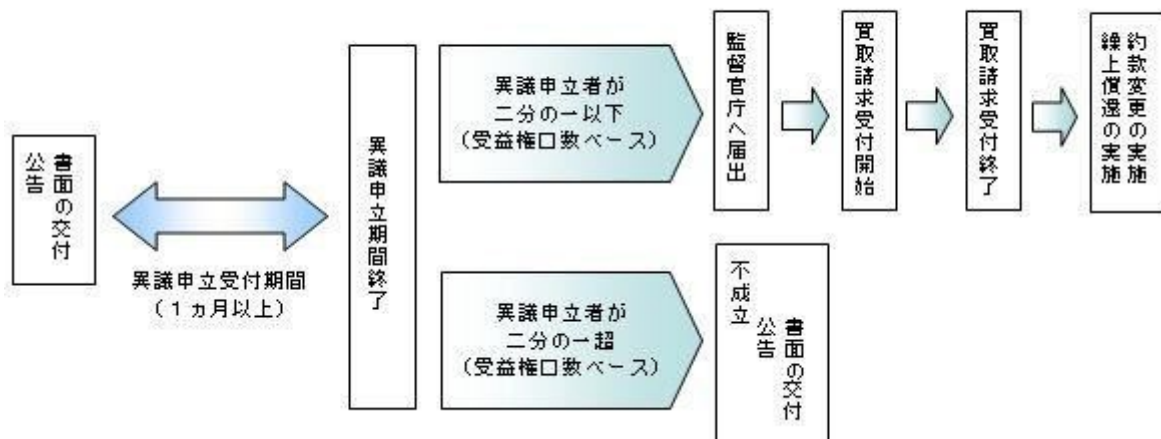 書面の交付
公告
異議申立受付期間
(1ヵ月以上)
異議申立期間終了
異議申立者が
二分の一以下
(受益権口数ベース)
監督官庁へ届出
買取請求受付開始
買取請求受付終了
約款変更の実施
繰上償還の実施
異議申立者が
二分の一超
(受益権口数ベース)
不成立
書面の交付
公告